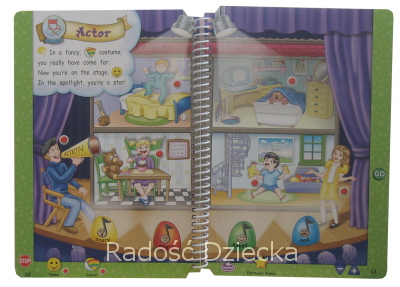 Actor
In a fancy, costume,
you really have come far.
Now you're on the stage.
In the spotlight, you're a star!
ACTION
STOP
GO
Radość Dziecka